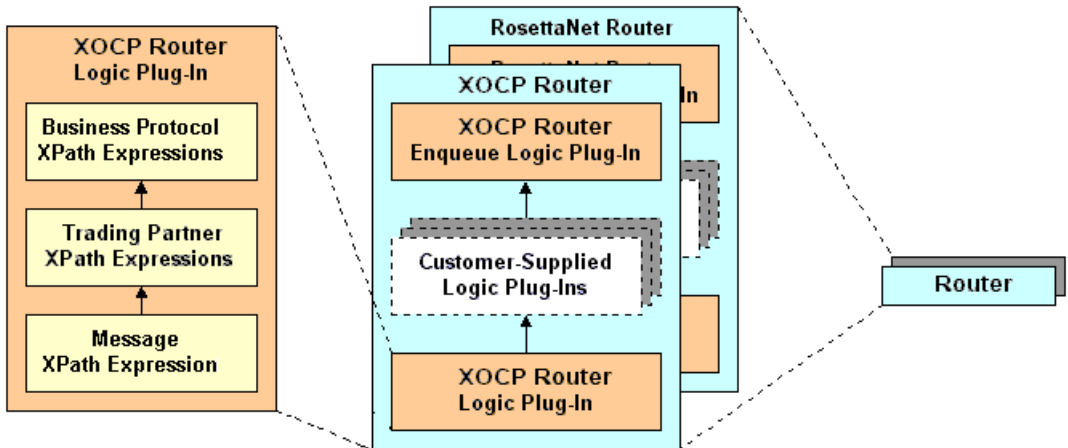 XOCP Router
Logic Plug-In
Business Protocol
XPath Expressions
Trading Partner
XPath Expressions
Message
XPath Expression
RosettaNet Router
XOCP Router
XOCP Router
Enqueue Logic Plug-In
Customer-Supplied
Logic Plug-Ins
XOCP Router
Logic Plug-In
Router